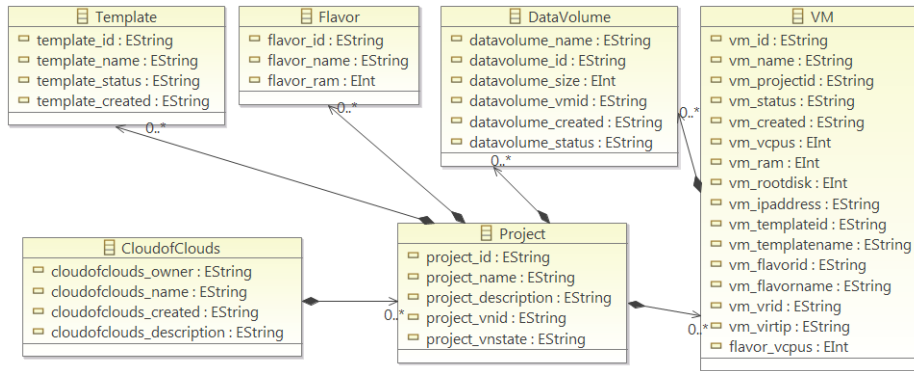 Template
template_id : EString
template_name : EString
template_status : EString
template_created : EString
0..*
Flavor
flavor_id : EString
flavor_name : EString
flavor_ram : EInt
0..*
DataVolume
datavolume_name : EString
datavolume_id : EString
datavolume_size : EInt
datavolume_vmid : EString
datavolume_created : EString
datavolume_status : EString
0..*
0..*
VM
vm_id : EString
vm_name : EString
vm_projectid : EString
vm_status : EString
vm_created : EString
vm_vcpus : EInt
vm_ram : EInt
vm_rootdisk : EInt
vm_ipaddress : EString
vm_templateid : EString
vm_templatename : EString
vm_flavorid : EString
vm_flavorname : EString
vm_vrid : EString
vm_virtip : EString
flavor_vcpus : EInt
CloudofClouds
cloudofclouds_owner : EString
cloudofclouds_name : EString
cloudofclouds_created : EString
cloudofclouds_description : EString
0..*
Project
project_id : EString
project_name : EString
project_description : EString
project_vnid : EString
project_vnstate : EString
0..*